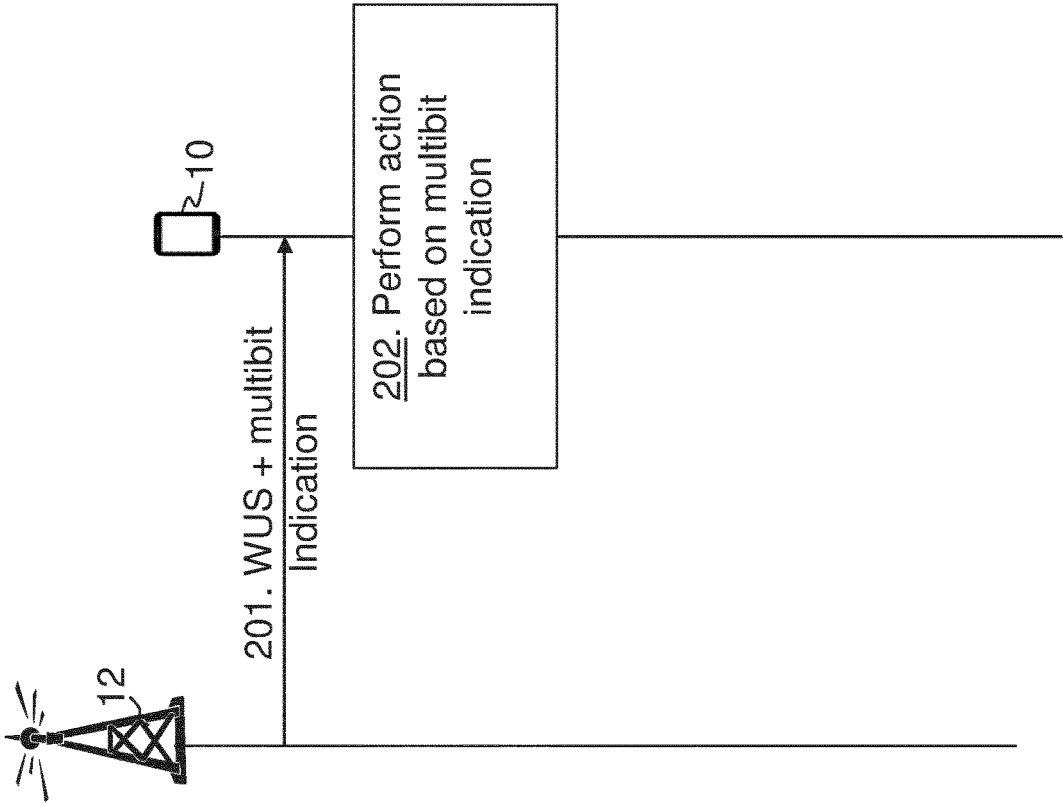 12
10
201. WUS + multibit
Indication
202. Perform action
based on multibit
indication